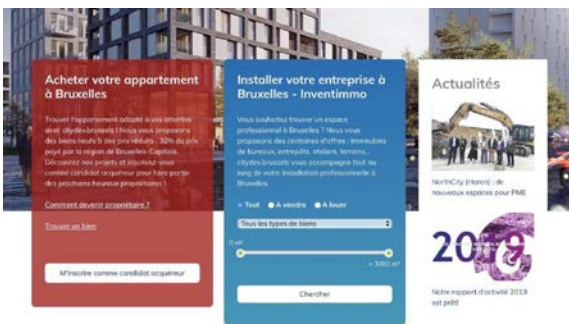 Acheter votre appartement
à Bruxelles
Trouver l'appartement adapté à vos attentes
avec citydev.brussels ! Nous vous proposons
des biens neufs à des prix réduits : 30% du prix
payé par la région de Bruxelles-Capitale.
Découvrez nos projets et inscrivez-vous
comme candidat acquéreur pour faire partie
des prochains heureux propriétaires !
Comment devenir propriétaire ?
Trouver un bien
M'inscrire comme candidat acquéreur
Installer votre entreprise à
Bruxelles - Inventimmo
Vous souhaitez trouver un espace
professionnel à Bruxelles ? Nous vous
proposons des centaines d'offres : immeubles
de bureaux, entrepôts, ateliers, terrains...
citydev.brussels vous accompagne tout au
long de votre installation professionnelle à
Bruxelles.
Tout A vendre A louer
Tous les types de biens
0 m²
> 3000 m²
Chercher
Actualités
NorthCity (Haren) : de
nouveaux espaces pour PME
2019
Notre rapport d'activité 2019
est prêt!